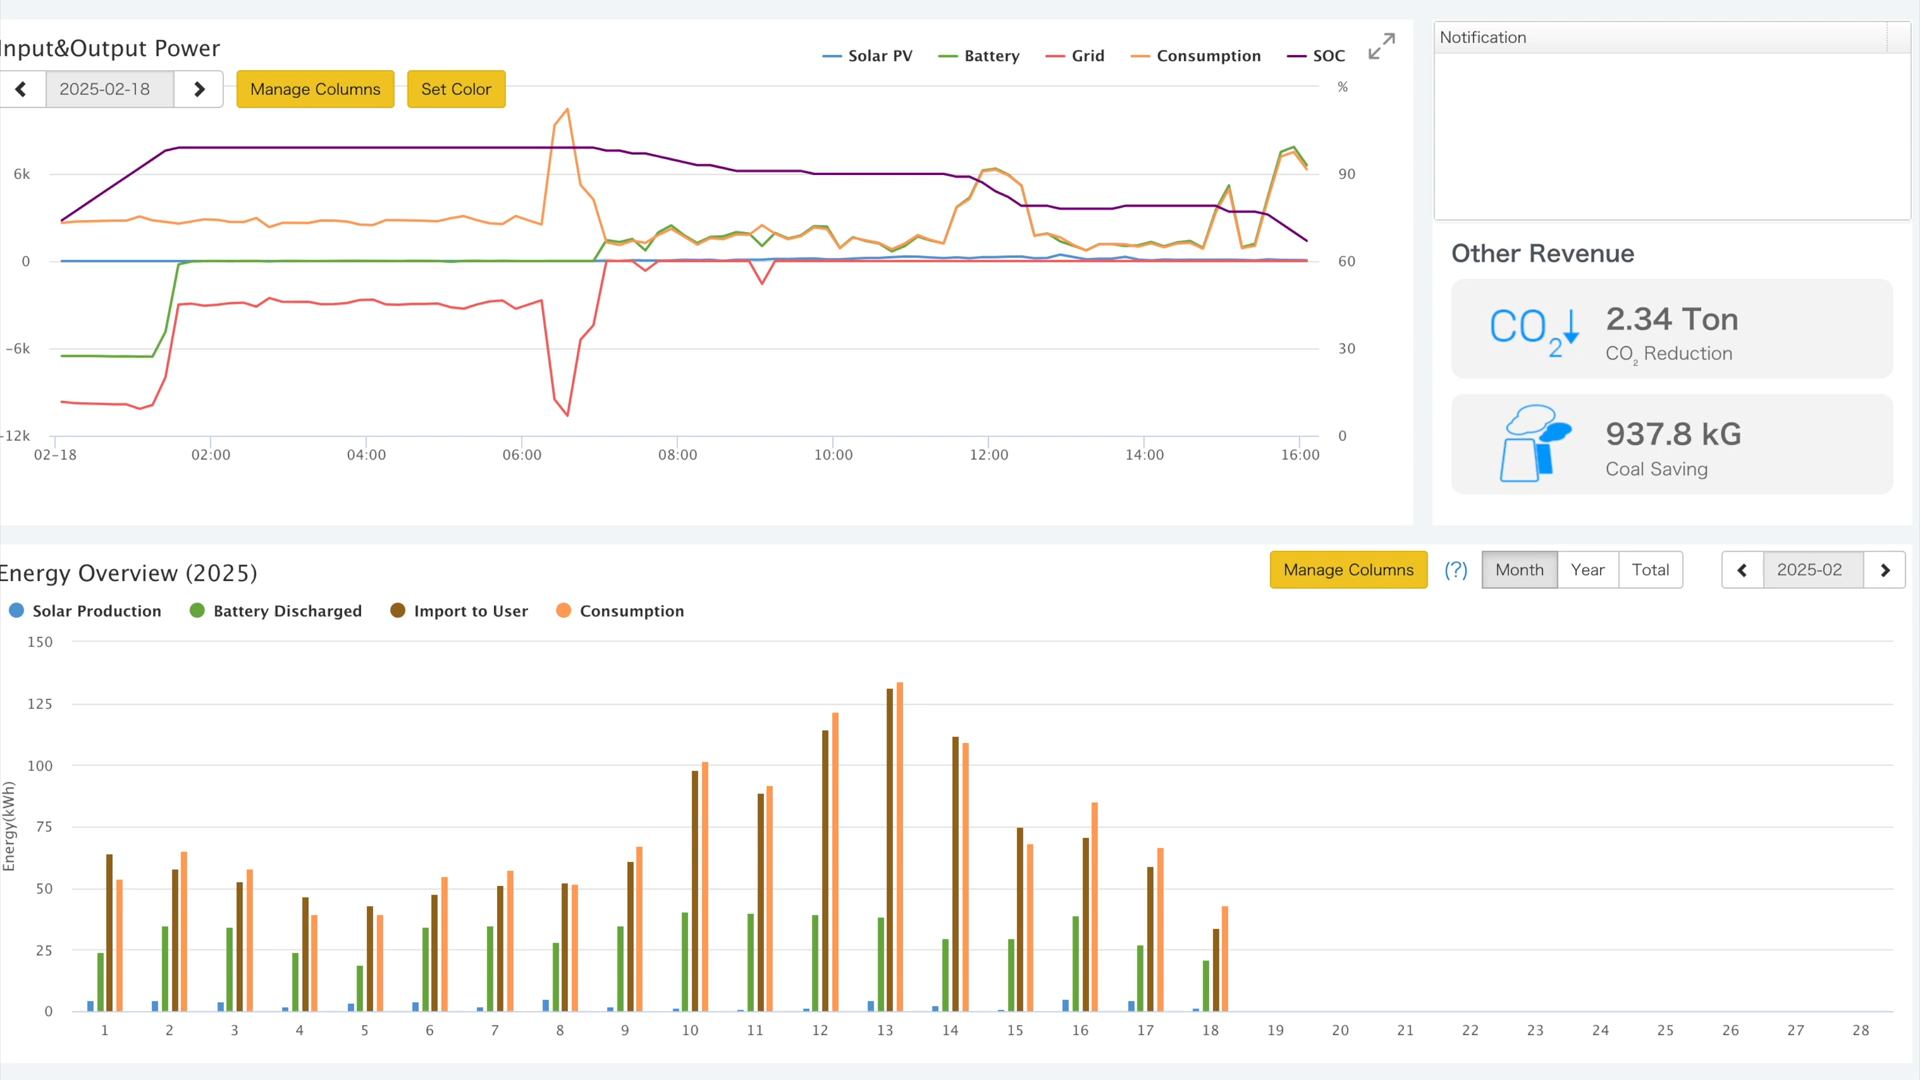 Input&Output Power
2025-02-18
Manage Columns
Set Color
Solar PV
Battery
Grid
Consumption
SOC
%
6k
0
-6k
-12k
90
60
30
0
02-18
02:00
04:00
06:00
08:00
10:00
12:00
14:00
16:00
Notification
Other Revenue
CO2
2.34 Ton
CO2 Reduction
937.8 kG
Coal Saving
Energy Overview (2025)
Manage Columns
(?)
Month
Year
Total
2025-02
Solar Production
Battery Discharged
Import to User
Consumption
Energy(kWh)
150
125
100
75
50
25
0
1
2
3
4
5
6
7
8
9
10
11
12
13
14
15
16
17
18
19
20
21
22
23
24
25
26
27
28